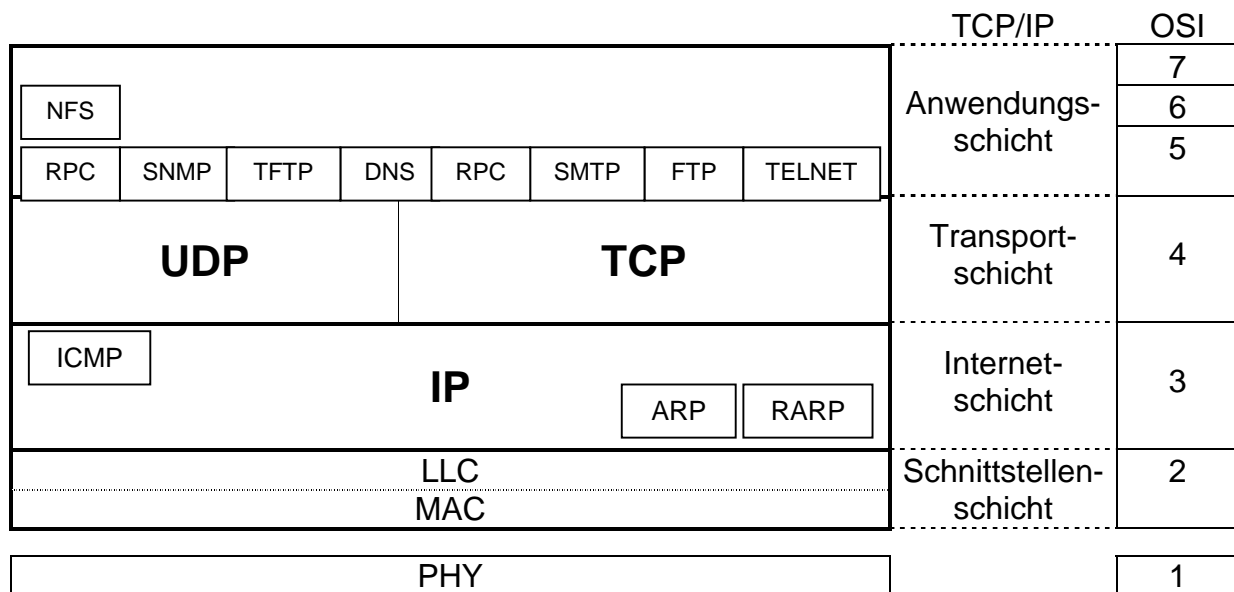 TCP/IP OSI
7
NFS
Anwendungs-
6
schicht
5
RPC SNMP TFTP DNS RPC SMTP FTP TELNET
UDP TCP
Transport-
schicht
4
ICMP
IP
ARP RARP
Internet-
schicht
3
LLC
MAC
Schnittstellen-
schicht
2
PHY
1